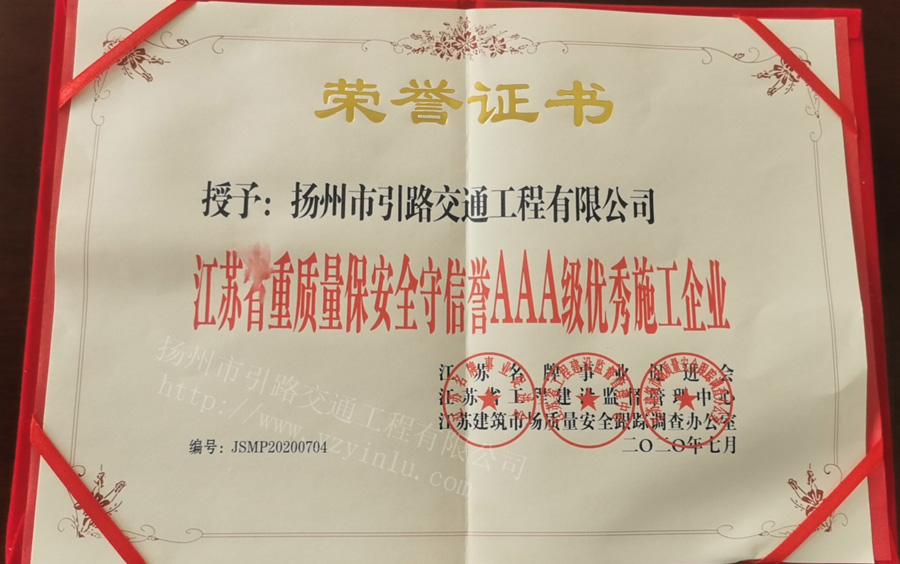 荣誉证书
授予：扬州市引路交通工程有限公司
江苏省重质量保安全守信誉AAA级优秀施工企业
江苏名牌事业促进会
江苏省工程建设监督管理中心
江苏建筑市场质量安全跟踪调查办公室
二〇二〇年七月
编号：JSMP20200704
扬州市引路交通工程有限公司